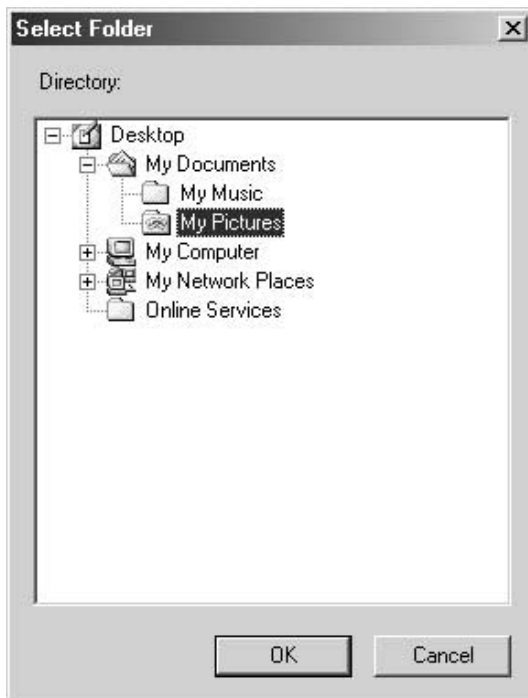 Select Folder
Directory:
Desktop
My Documents
My Music
My Pictures
My Computer
My Network Places
Online Services
OK Cancel